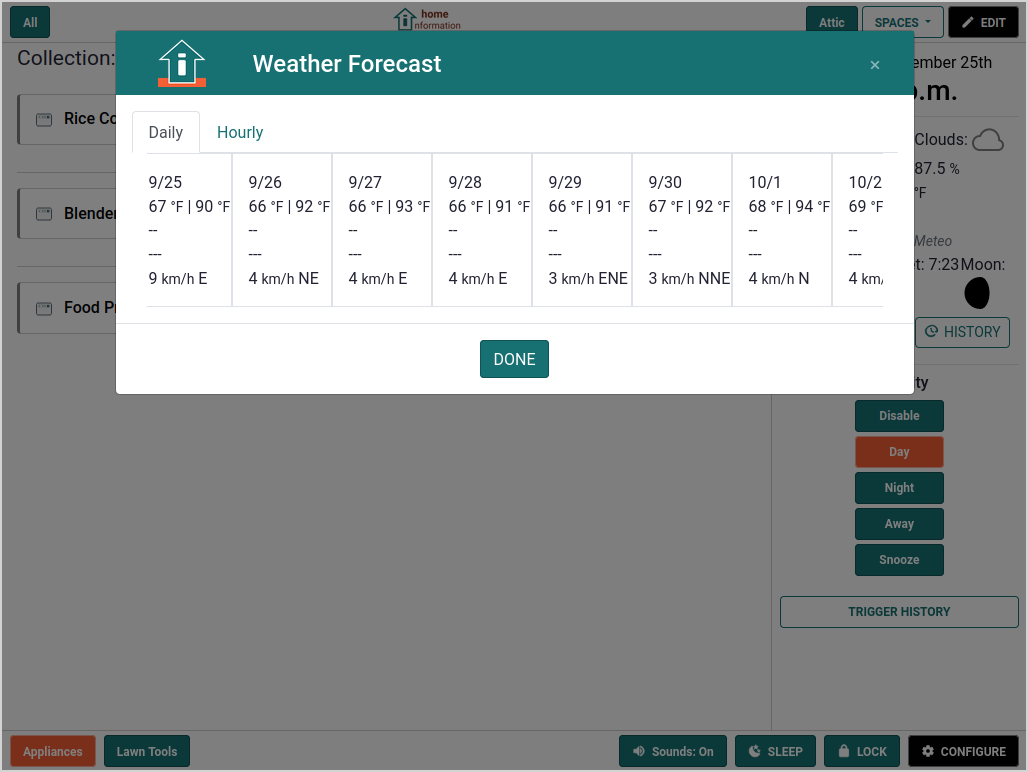 All
home
nformation
Attic
SPACES
EDIT
Collection:
ember 25th
p.m.
Weather Forecast
×
Daily
Hourly
9/25
67 °F | 90 °F
--
---
9 km/h E
9/26
66 °F | 92 °F
--
---
4 km/h NE
9/27
66 °F | 93 °F
--
---
4 km/h E
9/28
66 °F | 91 °F
--
---
4 km/h E
9/29
66 °F | 91 °F
--
---
3 km/h ENE
9/30
67 °F | 92 °F
--
---
3 km/h NNE
10/1
68 °F | 94 °F
--
---
4 km/h N
10/2
69 °F
--
---
4 km/
DONE
Rice Co
Blender
Food Pr
Clouds:
87.5 %
°F
Meteo
t: 7:23 Moon:
HISTORY
ty
Disable
Day
Night
Away
Snooze
TRIGGER HISTORY
Appliances
Lawn Tools
Sounds: On
SLEEP
LOCK
CONFIGURE